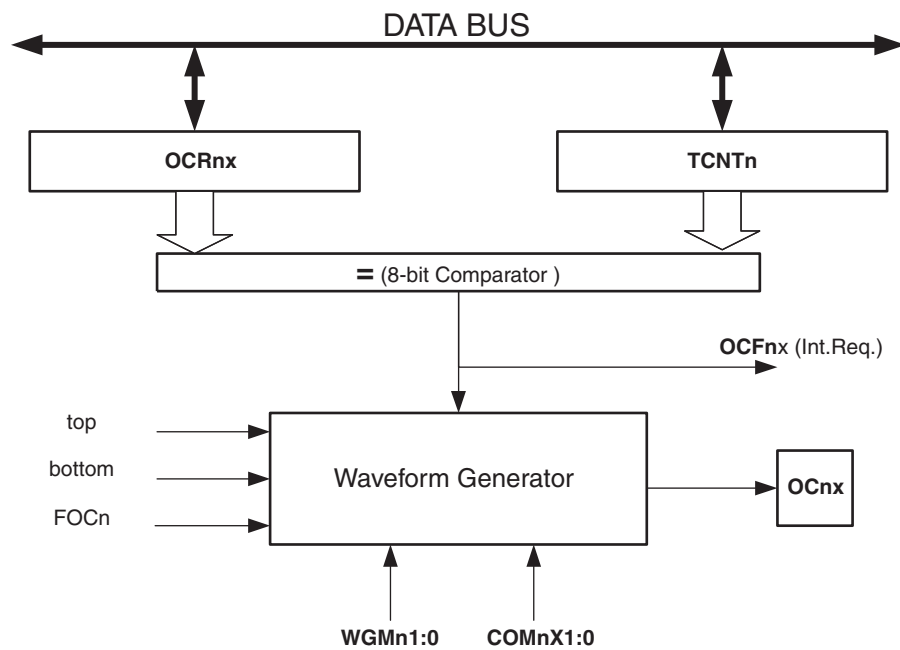 DATA BUS
OCRnx
TCNTn
= (8-bit Comparator )
OCFnx (Int.Req.)
top
bottom
FOCn
Waveform Generator
OCnx
WGMn1:0
COMnX1:0